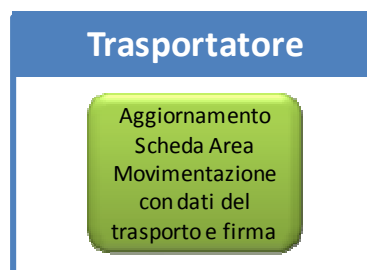 Trasportatore
Aggiornamento
Scheda Area
Movimentazione
con dati del
trasporto e firma